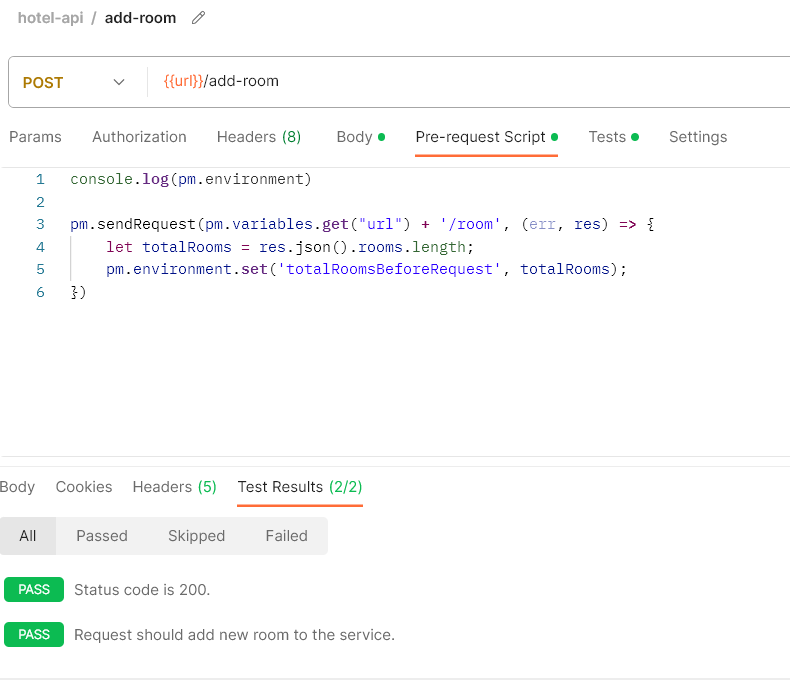 hotel-api / add-room
POST {{url}}/add-room
Params Authorization Headers (8) Body Pre-request Script Tests Settings
1 console.log(pm.environment)
2
3 pm.sendRequest(pm.variables.get("url") + '/room', (err, res) => {
4 let totalRooms = res.json().rooms.length;
5 pm.environment.set('totalRoomsBeforeRequest', totalRooms);
6 })
Body Cookies Headers (5) Test Results (2/2)
All Passed Skipped Failed
PASS Status code is 200.
PASS Request should add new room to the service.